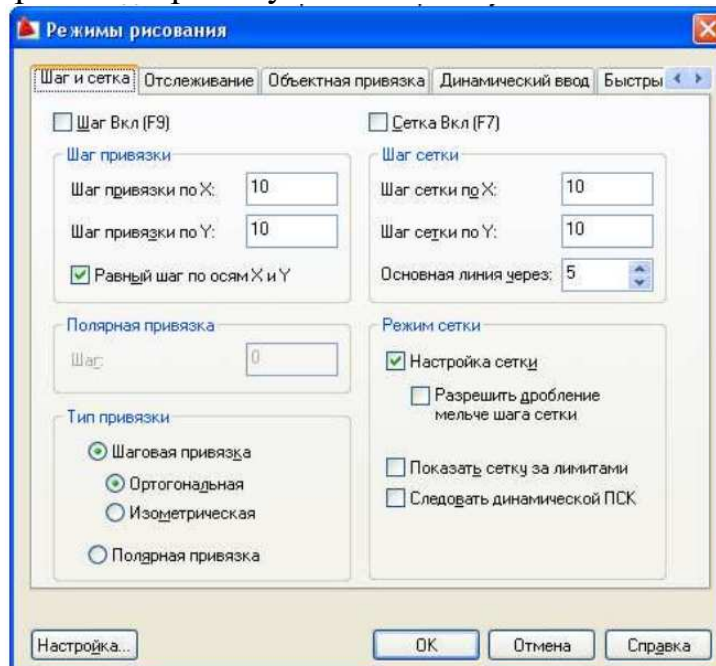 Режимы рисования
Шаг и сетка Отслеживание Объектная привязка Динамический ввод Быстры
Шаг Вкл (F9)
Сетка Вкл (F7)
Шаг привязки
Шаг привязки по X: 10
Шаг привязки по Y: 10
Равный шаг по осям X и Y
Шаг сетки
Шаг сетки по X: 10
Шаг сетки по Y: 10
Основная линия через: 5
Полярная привязка
Шаг: 0
Режим сетки
Настройка сетки
Разрешить дробление
мельче шага сетки
Показать сетку за лимитами
Следовать динамической ПСК
Тип привязки
Шаговая привязка
Ортогональная
Изометрическая
Полярная привязка
Настройка... ОК Отмена Справка